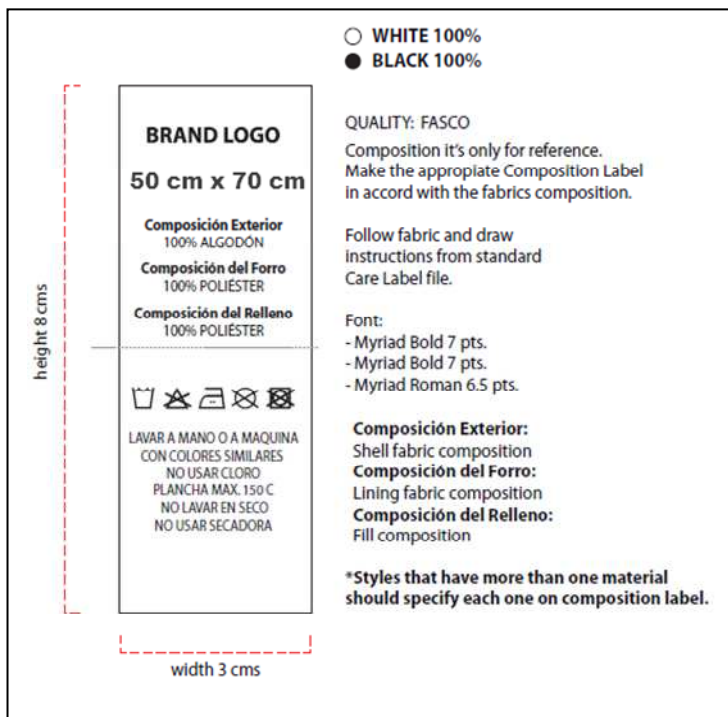 WHITE 100%
BLACK 100%
BRAND LOGO
50 cm x 70 cm
Composición Exterior
100% ALGODÓN
Composición del Forro
100% POLIÉSTER
Composición del Relleno
100% POLIÉSTER
LAVAR A MANO O A MAQUINA
CON COLORES SIMILARES
NO USAR CLORO
PLANCHA MAX. 150 C
NO LAVAR EN SECO
NO USAR SECADORA
height 8 cms
width 3 cms
QUALITY: FASCO
Composition it's only for reference.
Make the appropiate Composition Label
in accord with the fabrics composition.
Follow fabric and draw
instructions from standard
Care Label file.
Font:
- Myriad Bold 7 pts.
- Myriad Bold 7 pts.
- Myriad Roman 6.5 pts.
Composición Exterior:
Shell fabric composition
Composición del Forro:
Lining fabric composition
Composición del Relleno:
Fill composition
*Styles that have more than one material
should specify each one on composition label.